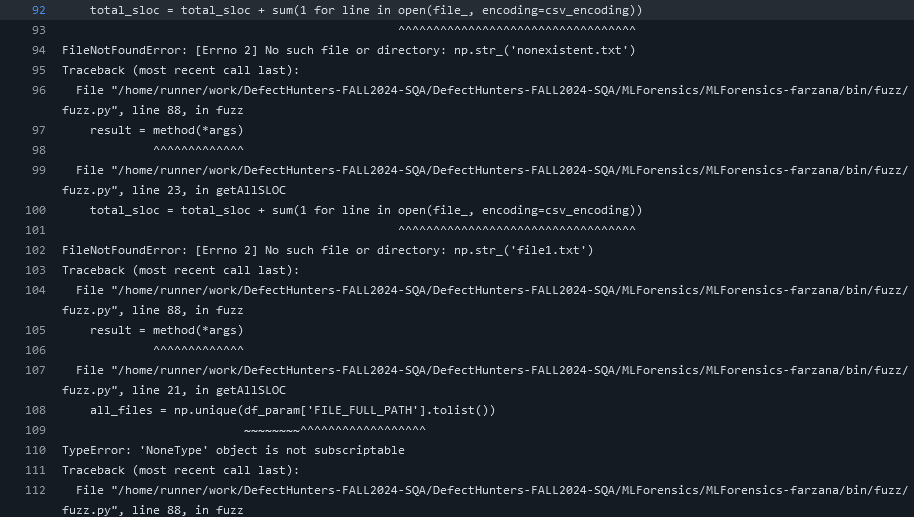 92 total_sloc = total_sloc + sum(1 for line in open(file_, encoding=csv_encoding))
93 ^^^^^^^^^^^^^^^^^^^^^^^^^^^^^^^^^^
94 FileNotFoundError: [Errno 2] No such file or directory: np.str_('nonexistent.txt')
95 Traceback (most recent call last):
96 File "/home/runner/work/DefectHunters-FALL2024-SQA/DefectHunters-FALL2024-SQA/MLForensics/MLForensics-farzana/bin/fuzz/
fuzz.py", line 88, in fuzz
97 result = method(*args)
98 ^^^^^^^^^^^^^
99 File "/home/runner/work/DefectHunters-FALL2024-SQA/DefectHunters-FALL2024-SQA/MLForensics/MLForensics-farzana/bin/fuzz/
fuzz.py", line 23, in getAllSLOC
100 total_sloc = total_sloc + sum(1 for line in open(file_, encoding=csv_encoding))
101 ^^^^^^^^^^^^^^^^^^^^^^^^^^^^^^^^^^
102 FileNotFoundError: [Errno 2] No such file or directory: np.str_('file1.txt')
103 Traceback (most recent call last):
104 File "/home/runner/work/DefectHunters-FALL2024-SQA/DefectHunters-FALL2024-SQA/MLForensics/MLForensics-farzana/bin/fuzz/
fuzz.py", line 88, in fuzz
105 result = method(*args)
106 ^^^^^^^^^^^^^
107 File "/home/runner/work/DefectHunters-FALL2024-SQA/DefectHunters-FALL2024-SQA/MLForensics/MLForensics-farzana/bin/fuzz/
fuzz.py", line 21, in getAllSLOC
108 all_files = np.unique(df_param['FILE_FULL_PATH'].tolist())
109 ~~~~~~~~^^^^^^^^^^^^^^^^^^
110 TypeError: 'NoneType' object is not subscriptable
111 Traceback (most recent call last):
112 File "/home/runner/work/DefectHunters-FALL2024-SQA/DefectHunters-FALL2024-SQA/MLForensics/MLForensics-farzana/bin/fuzz/
fuzz.py", line 88, in fuzz